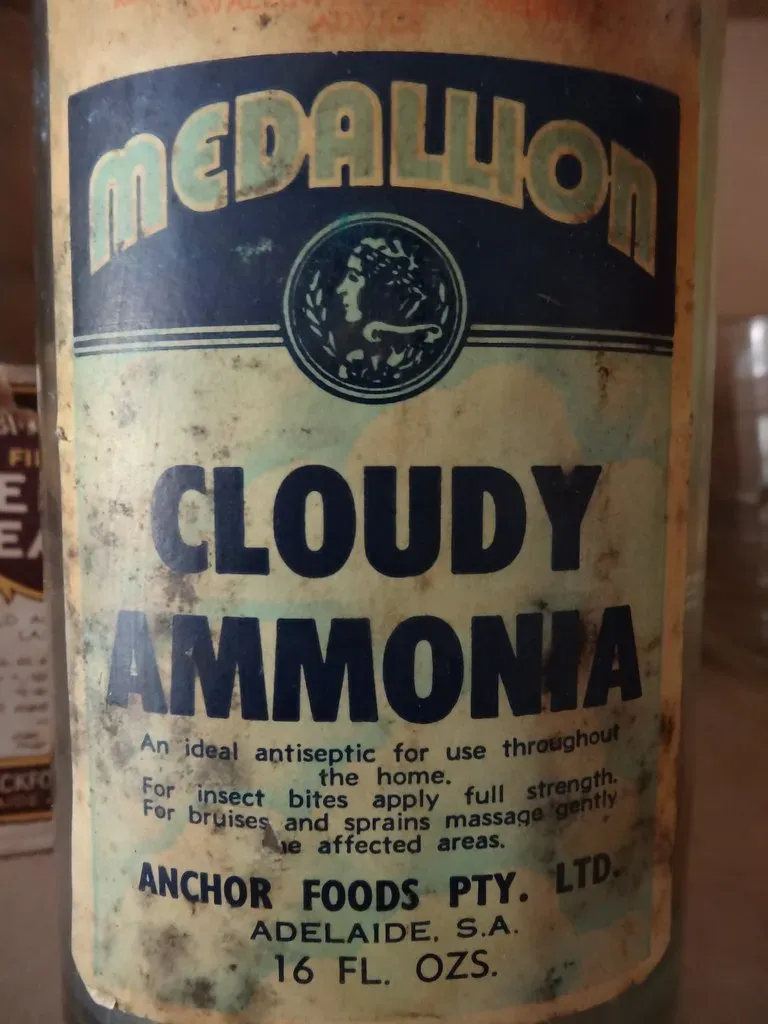 ADVICE
MEDALLION
CLOUDY
AMMONIA
An ideal antiseptic for use throughout
the home.
For insect bites apply full strength.
For bruises and sprains massage gently
affected areas.
ANCHOR FOODS PTY. LTD.
ADELAIDE, S.A.
16 FL. OZS.